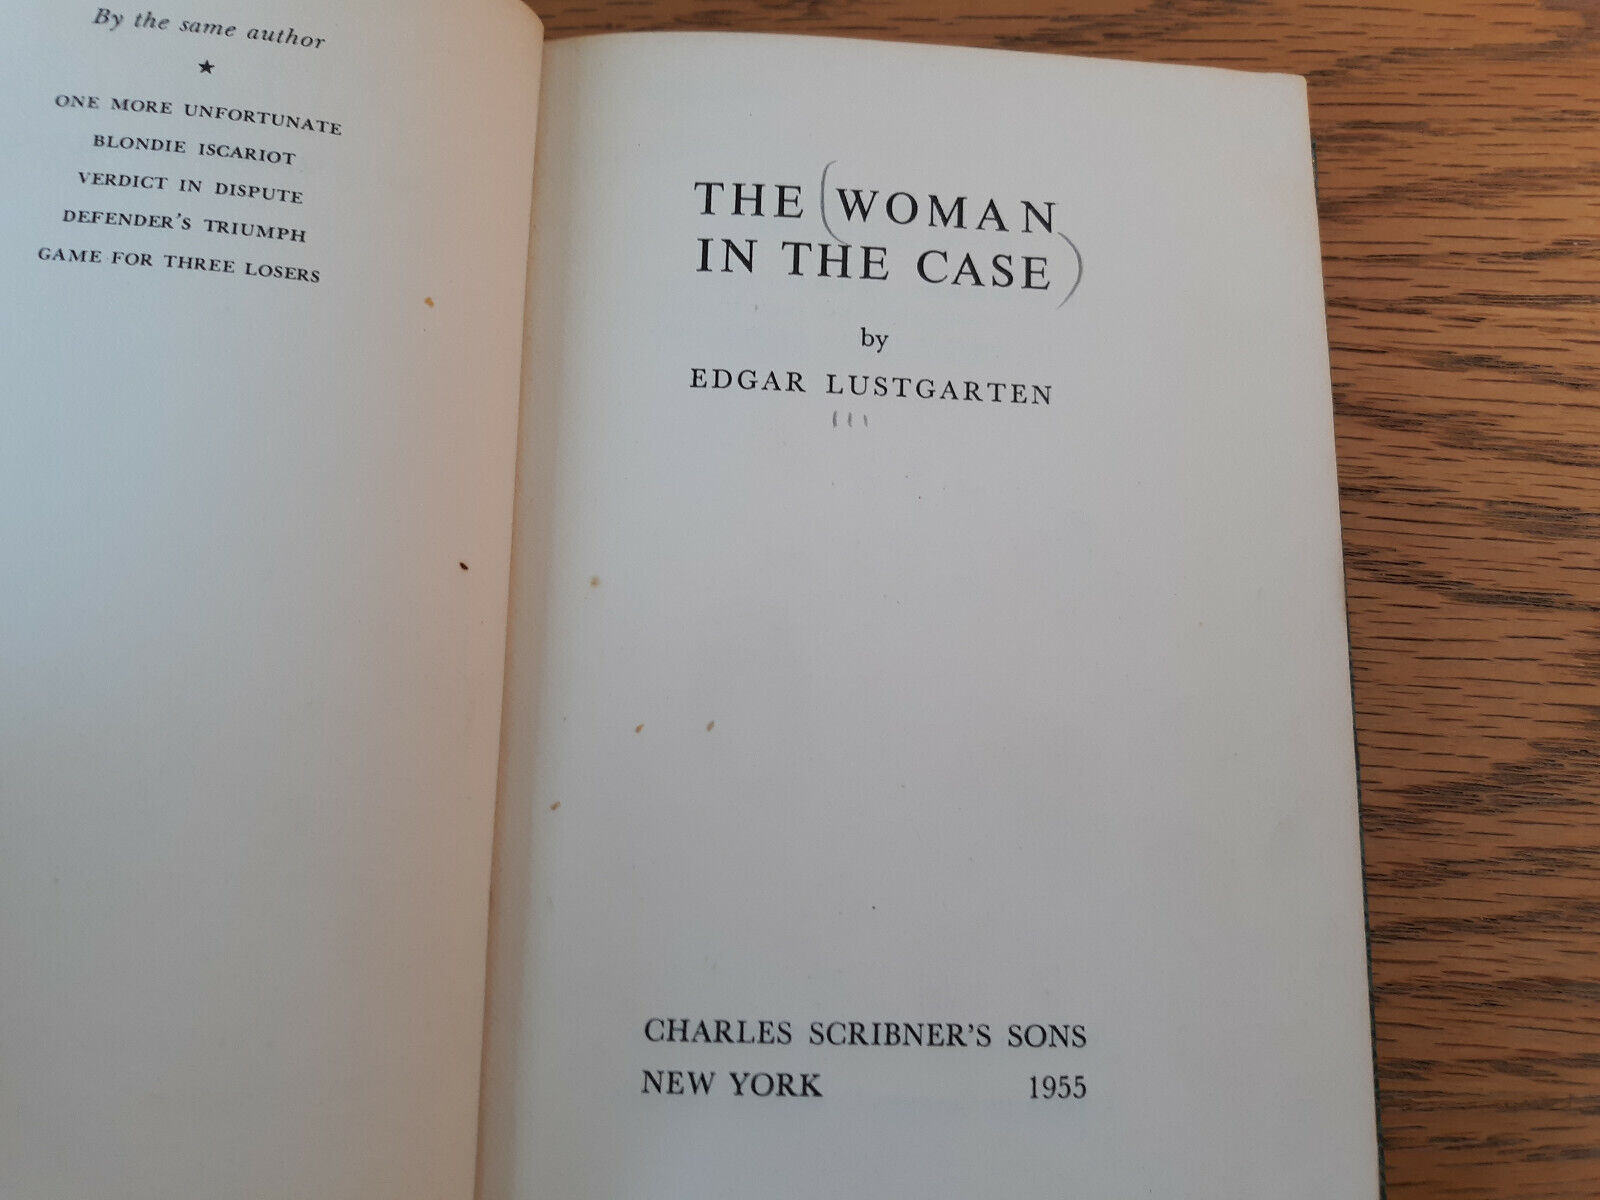 By the same author
★
ONE MORE UNFORTUNATE
BLONDIE ISCARIOT
VERDICT IN DISPUTE
DEFENDER'S TRIUMPH
GAME FOR THREE LOSERS
THE (WOMAN
IN THE CASE)
by
EDGAR LUSTGARTEN
CHARLES SCRIBNER'S SONS
NEW YORK 1955